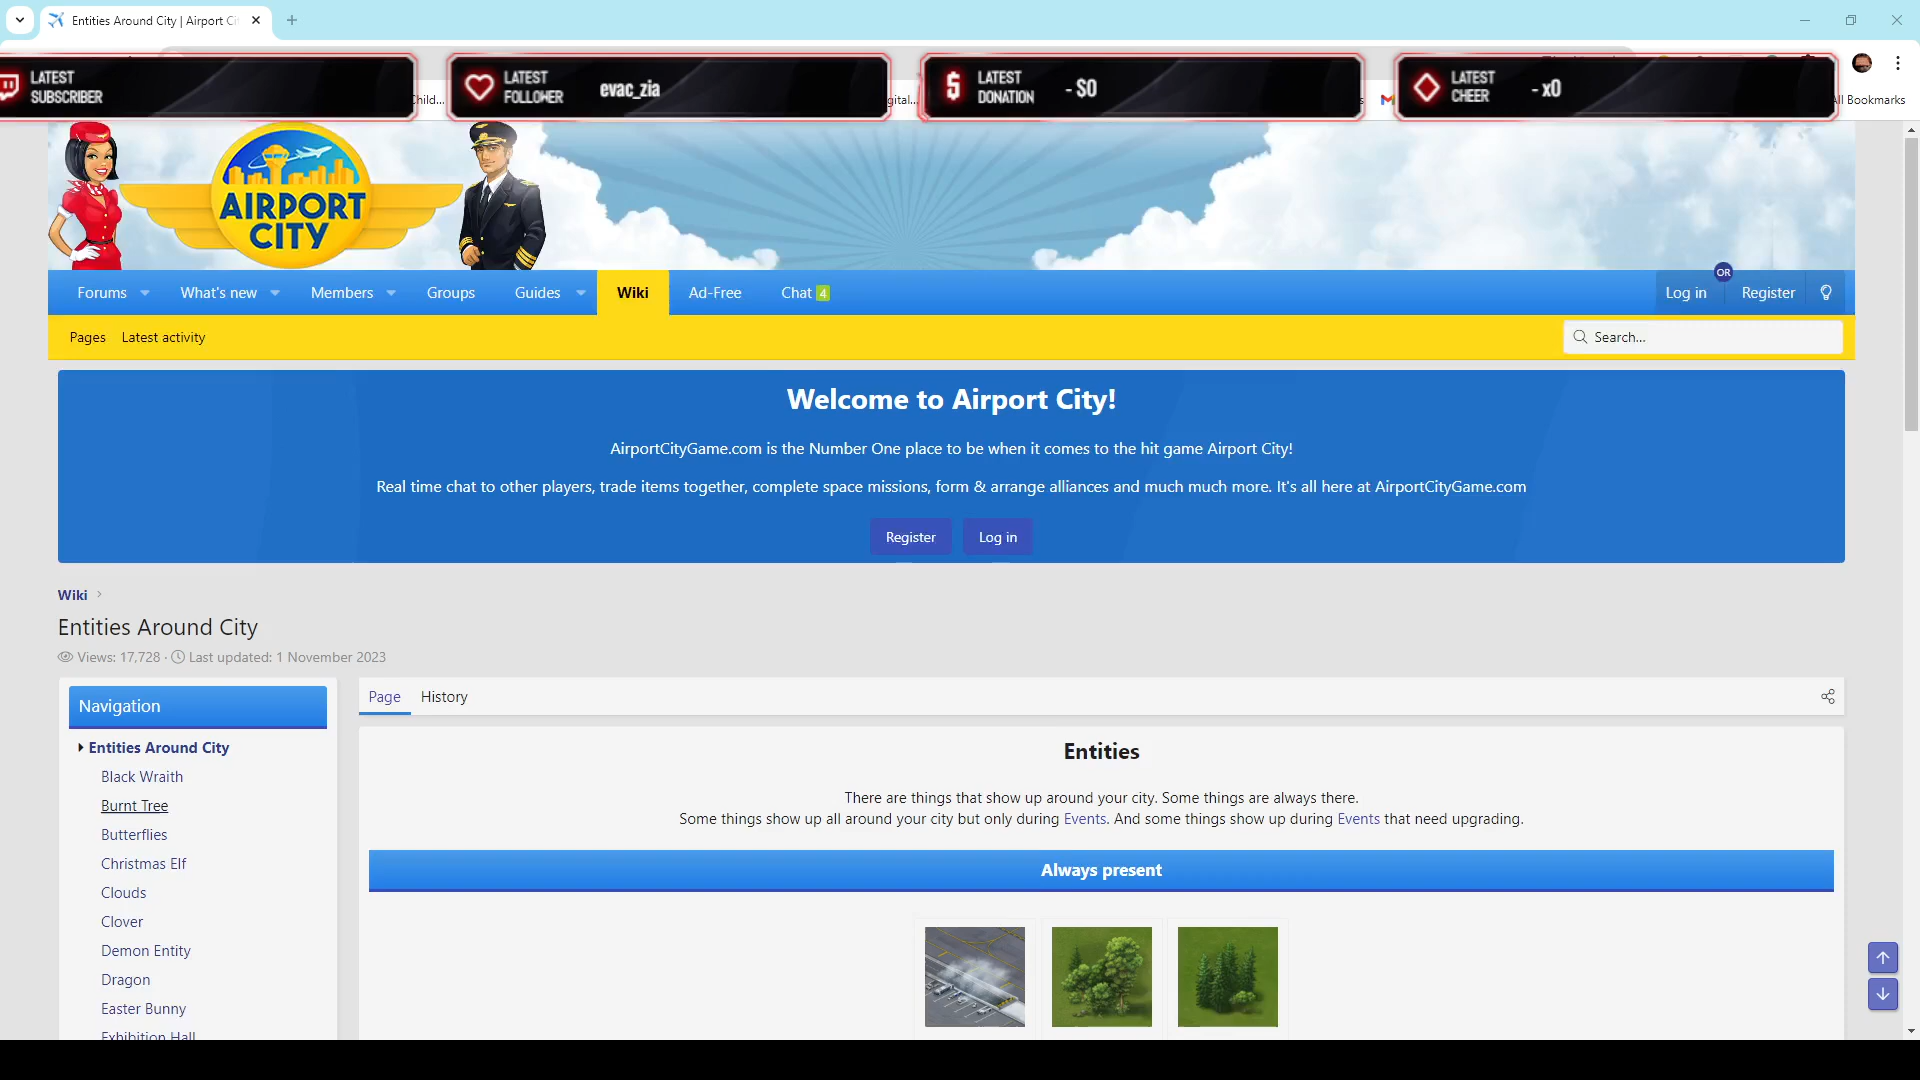 Entities Around City | Airport Ci
LATEST
SUBSCRIBER
Child...
LATEST
FOLLOWER
evac_zia
gital...
LATEST
DONATION
- $0
LATEST
CHEER
- x0
All Bookmarks
AIRPORT
CITY
Forums
What's new
Members
Groups
Guides
Wiki
Ad-Free
Chat 4
Log in
OR
Register
Pages
Latest activity
Search...
Welcome to Airport City!
AirportCityGame.com is the Number One place to be when it comes to the hit game Airport City!
Real time chat to other players, trade items together, complete space missions, form & arrange alliances and much much more. It's all here at AirportCityGame.com
Register
Log in
Wiki
Entities Around City
Views: 17,728 · Last updated: 1 November 2023
Navigation
Entities Around City
Black Wraith
Burnt Tree
Butterflies
Christmas Elf
Clouds
Clover
Demon Entity
Dragon
Easter Bunny
Exhibition Hall
Page
History
Entities
There are things that show up around your city. Some things are always there.
Some things show up all around your city but only during Events. And some things show up during Events that need upgrading.
Always present